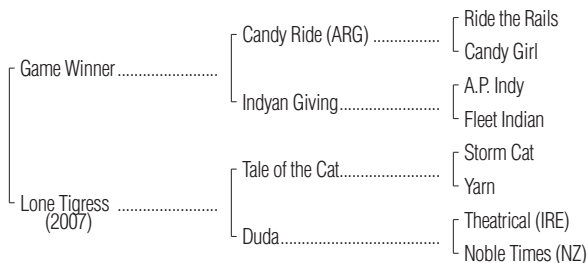 Ride the Rails
Candy Ride (ARG) ..................
Candy Girl
Game Winner ...........................
A.P. Indy
Indyan Giving ...........................
Fleet Indian
Storm Cat
Tale of the Cat ...........................
Yarn
Lone Tigress ...........................
(2007)
Theatrical (IRE)
Duda ...........................................
Noble Times (NZ)